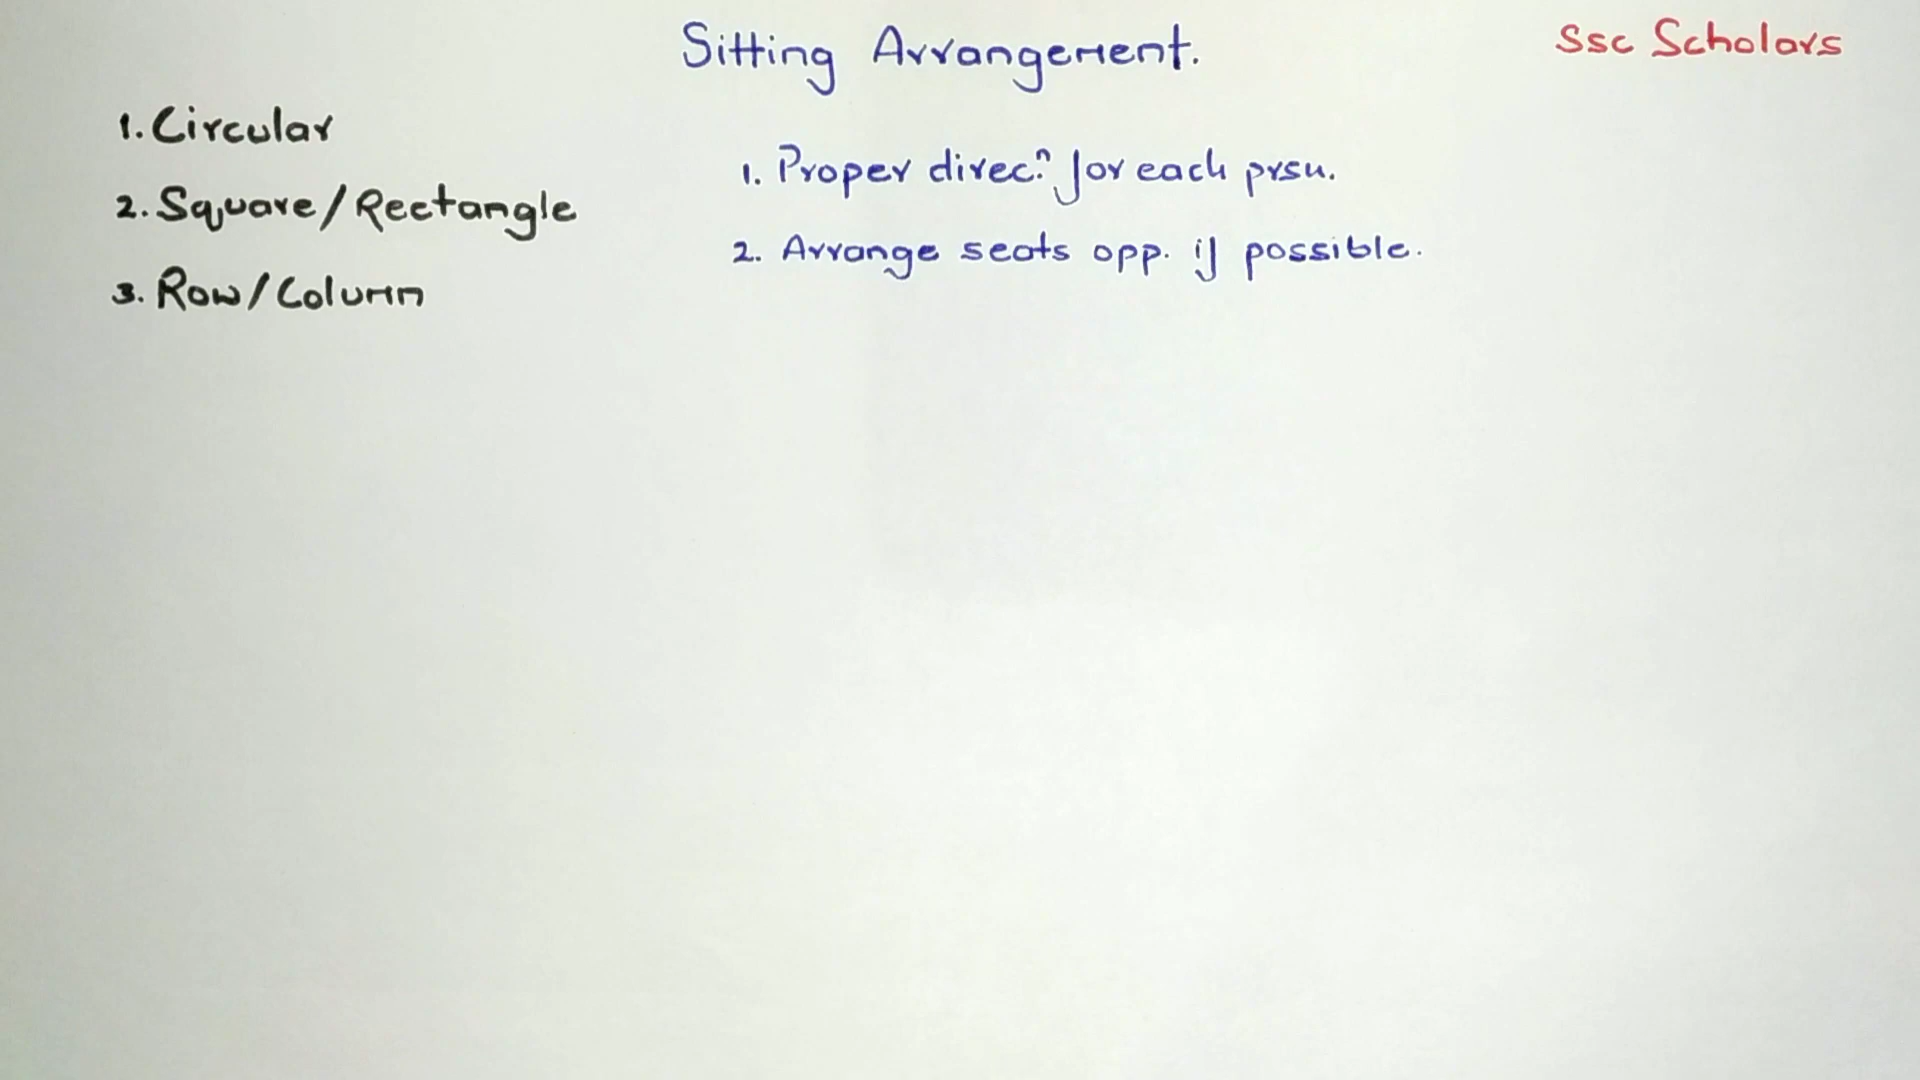 Sitting Arrangement.
Ssc Scholars
1. Circular
2. Square/Rectangle
3. Row/Column
1. Proper direcⁿ for each prsn.
2. Arrange seats opp. if possible.